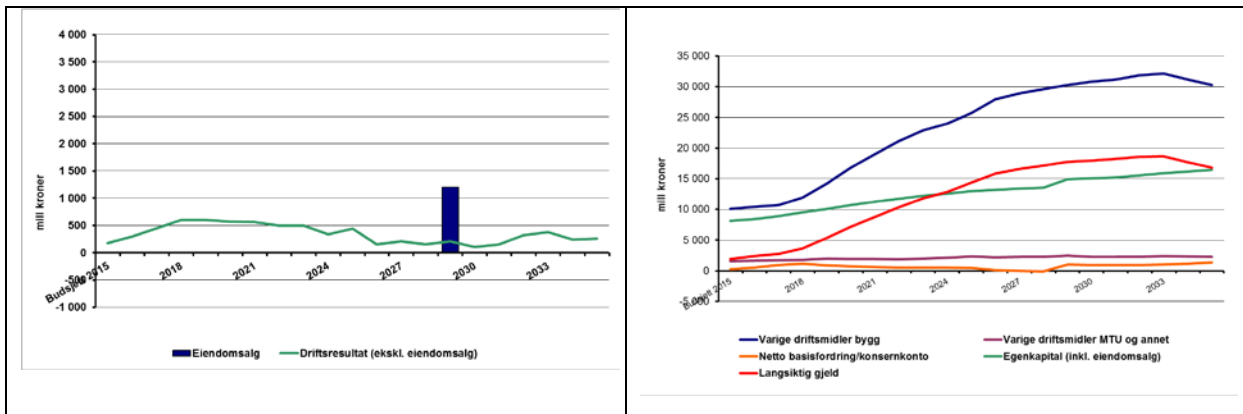 4 000
3 500
3 000
2 500
2 000
1 500
1 000
500
0
-500
-1 000
mill kroner
Budsjett 2015
2018
2021
2024
2027
2030
2033
Eiendomsalg
Driftsresultat (ekskl. eiendomsalg)
35 000
30 000
25 000
20 000
15 000
10 000
5 000
0
-5 000
mill kroner
Budsjett 2015
2018
2021
2024
2027
2030
2033
Varige driftsmidler bygg
Varige driftsmidler MTU og annet
Netto basisfordring/konsernkonto
Egenkapital (inkl. eiendomsalg)
Langsiktig gjeld